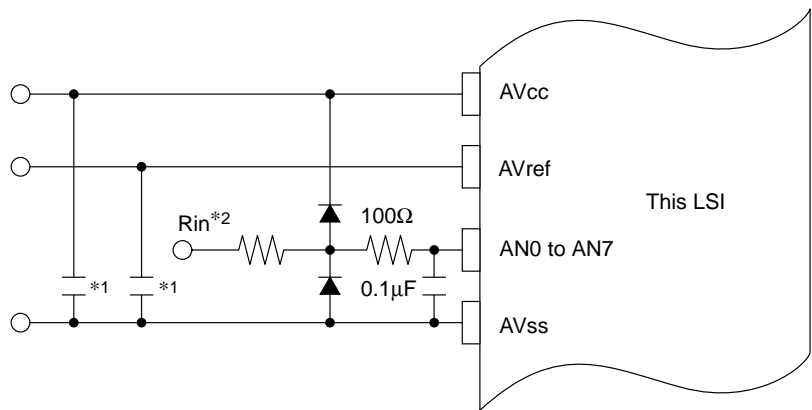 AVcc
AVref
This LSI
Rin*2
100Ω
AN0 to AN7
*1
*1
0.1µF
AVss